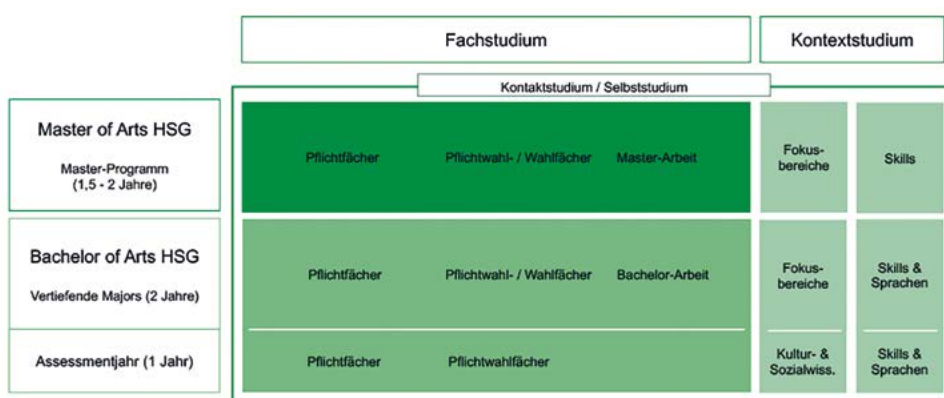 Fachstudium
Kontextstudium
Kontaktstudium / Selbststudium
Master of Arts HSG
Master-Programm
(1,5 - 2 Jahre)
Pflichtfächer
Pflichtwahl- / Wahlfächer
Master-Arbeit
Fokus-
bereiche
Skills
Bachelor of Arts HSG
Vertiefende Majors (2 Jahre)
Pflichtfächer
Pflichtwahl- / Wahlfächer
Bachelor-Arbeit
Fokus-
bereiche
Skills &
Sprachen
Assessmentjahr (1 Jahr)
Pflichtfächer
Pflichtwahlfächer
Kultur- &
Sozialwiss.
Skills &
Sprachen